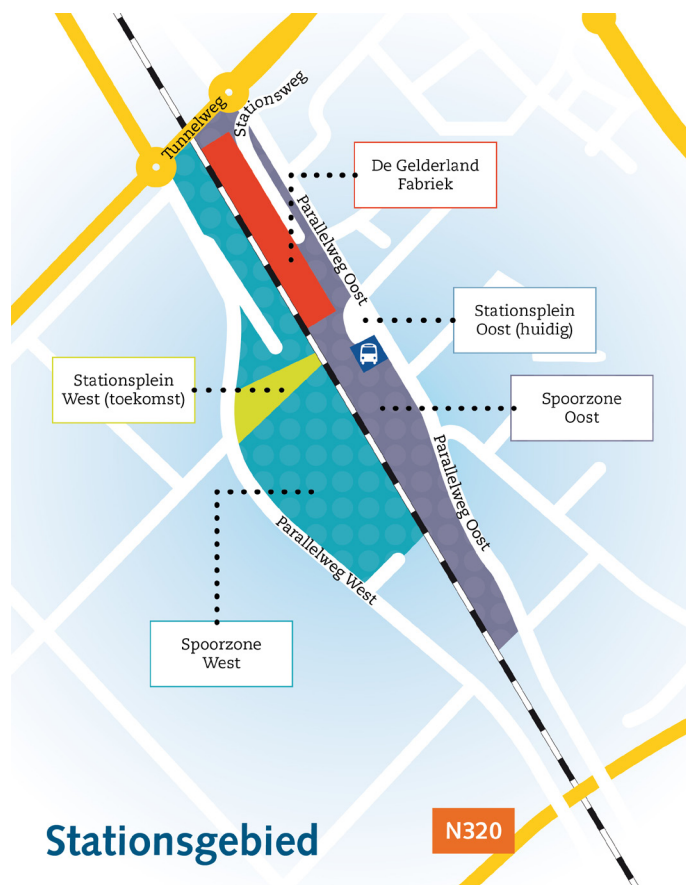 Tunnelweg
Stationsweg
De Gelderland
Fabriek
Parallelweg Oost
Stationsplein
Oost (huidig)
Stationsplein
West (toekomst)
Spoorzone
Oost
Parallelweg Oost
Parallelweg West
Spoorzone
West
Stationsgebied
N320